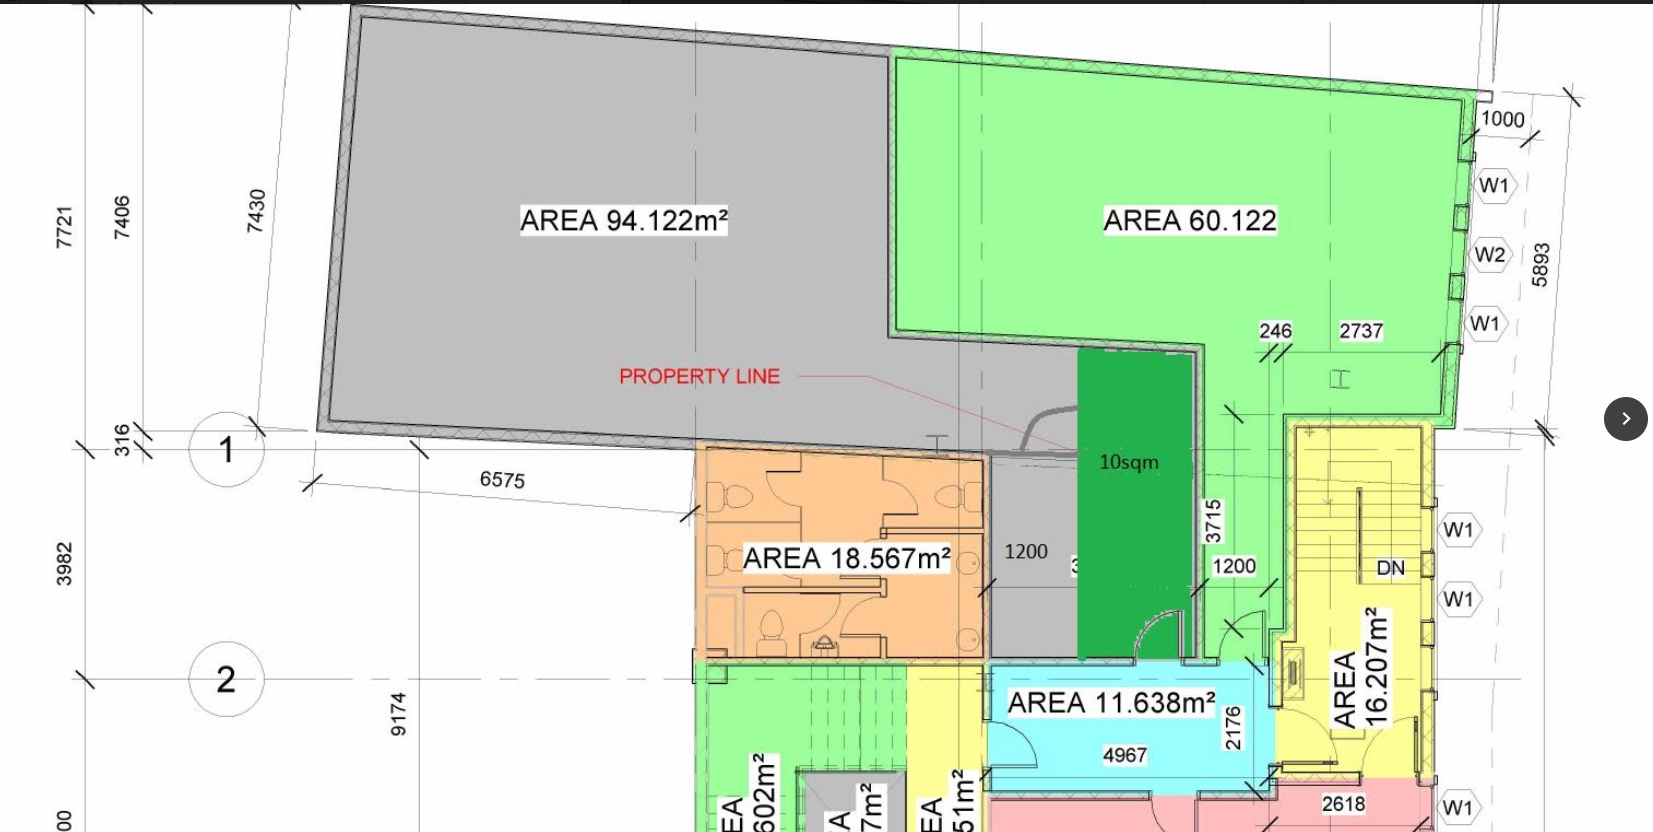 1000
W1
7721
7406
7430
AREA 94.122m²
AREA 60.122
W2
5893
W1
246
2737
PROPERTY LINE
H
316
1
H
10sqm
6575
3715
W1
3982
AREA 18.567m²
1200
1200
DN
W1
AREA
16.207m²
2
AREA 11.638m²
9174
2176
4967
602m²
7m²
51m²
2618
W1
00